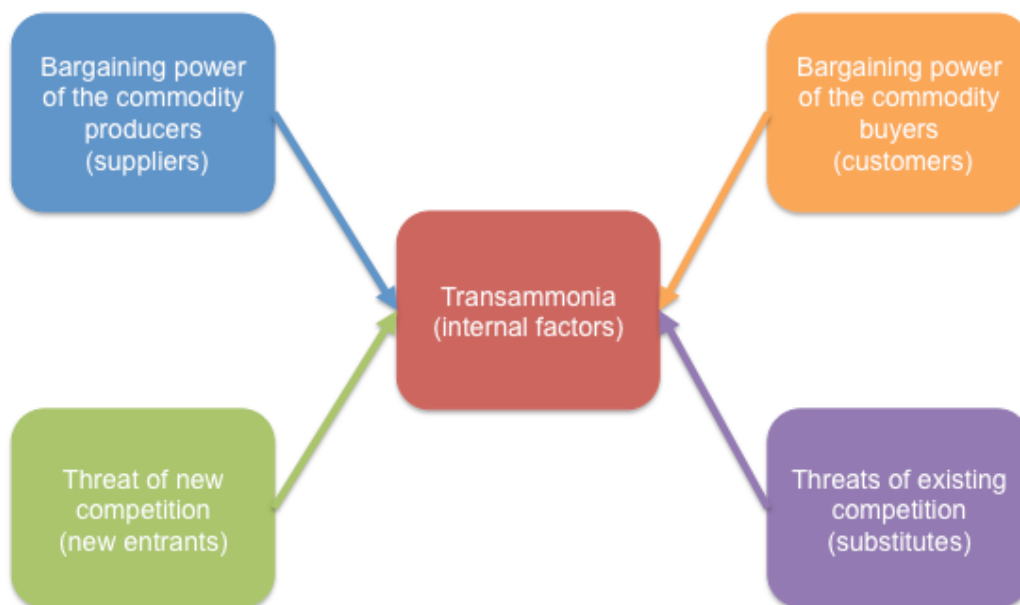 Bargaining power
of the commodity
producers
(suppliers)
Bargaining power
of the commodity
buyers
(customers)
Transammonia
(internal factors)
Threat of new
competition
(new entrants)
Threats of existing
competition
(substitutes)